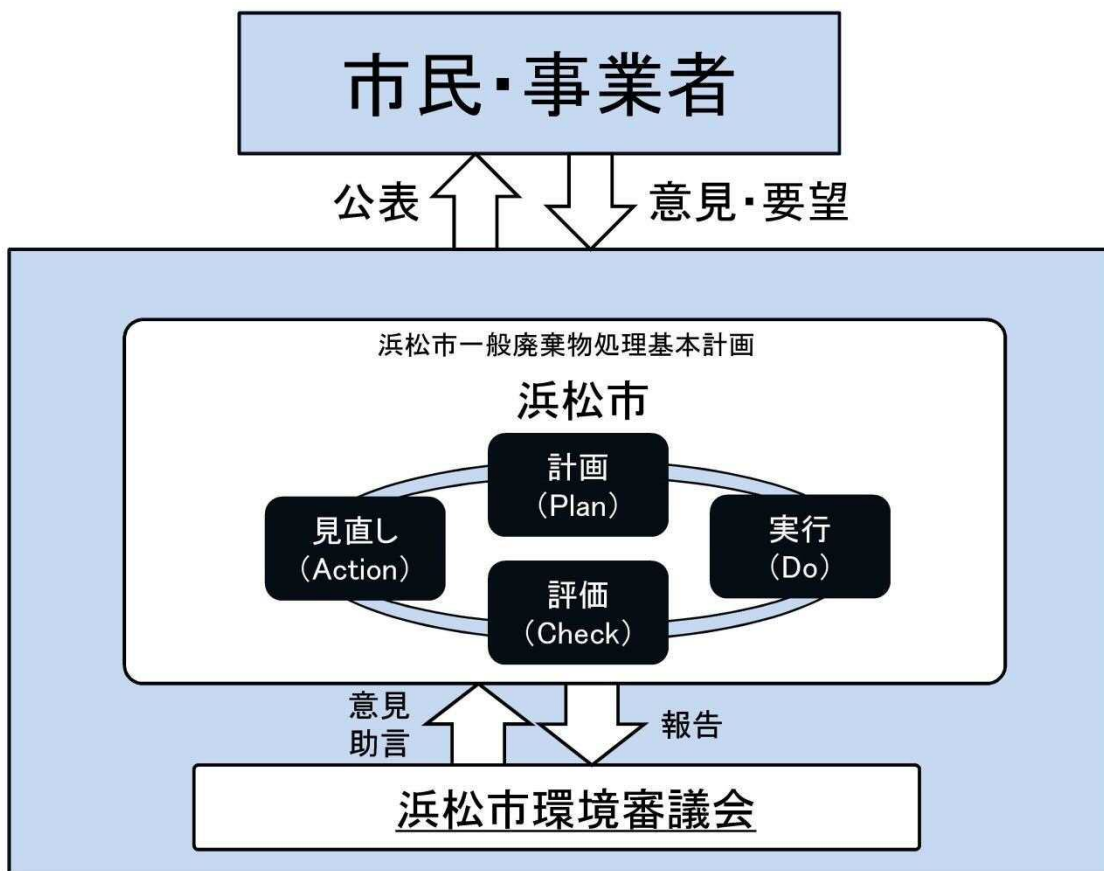 市民・事業者
公表
意見・要望
浜松市一般廃棄物処理基本計画
浜松市
計画
(Plan)
見直し
(Action)
実行
(Do)
評価
(Check)
意見
助言
報告
浜松市環境審議会